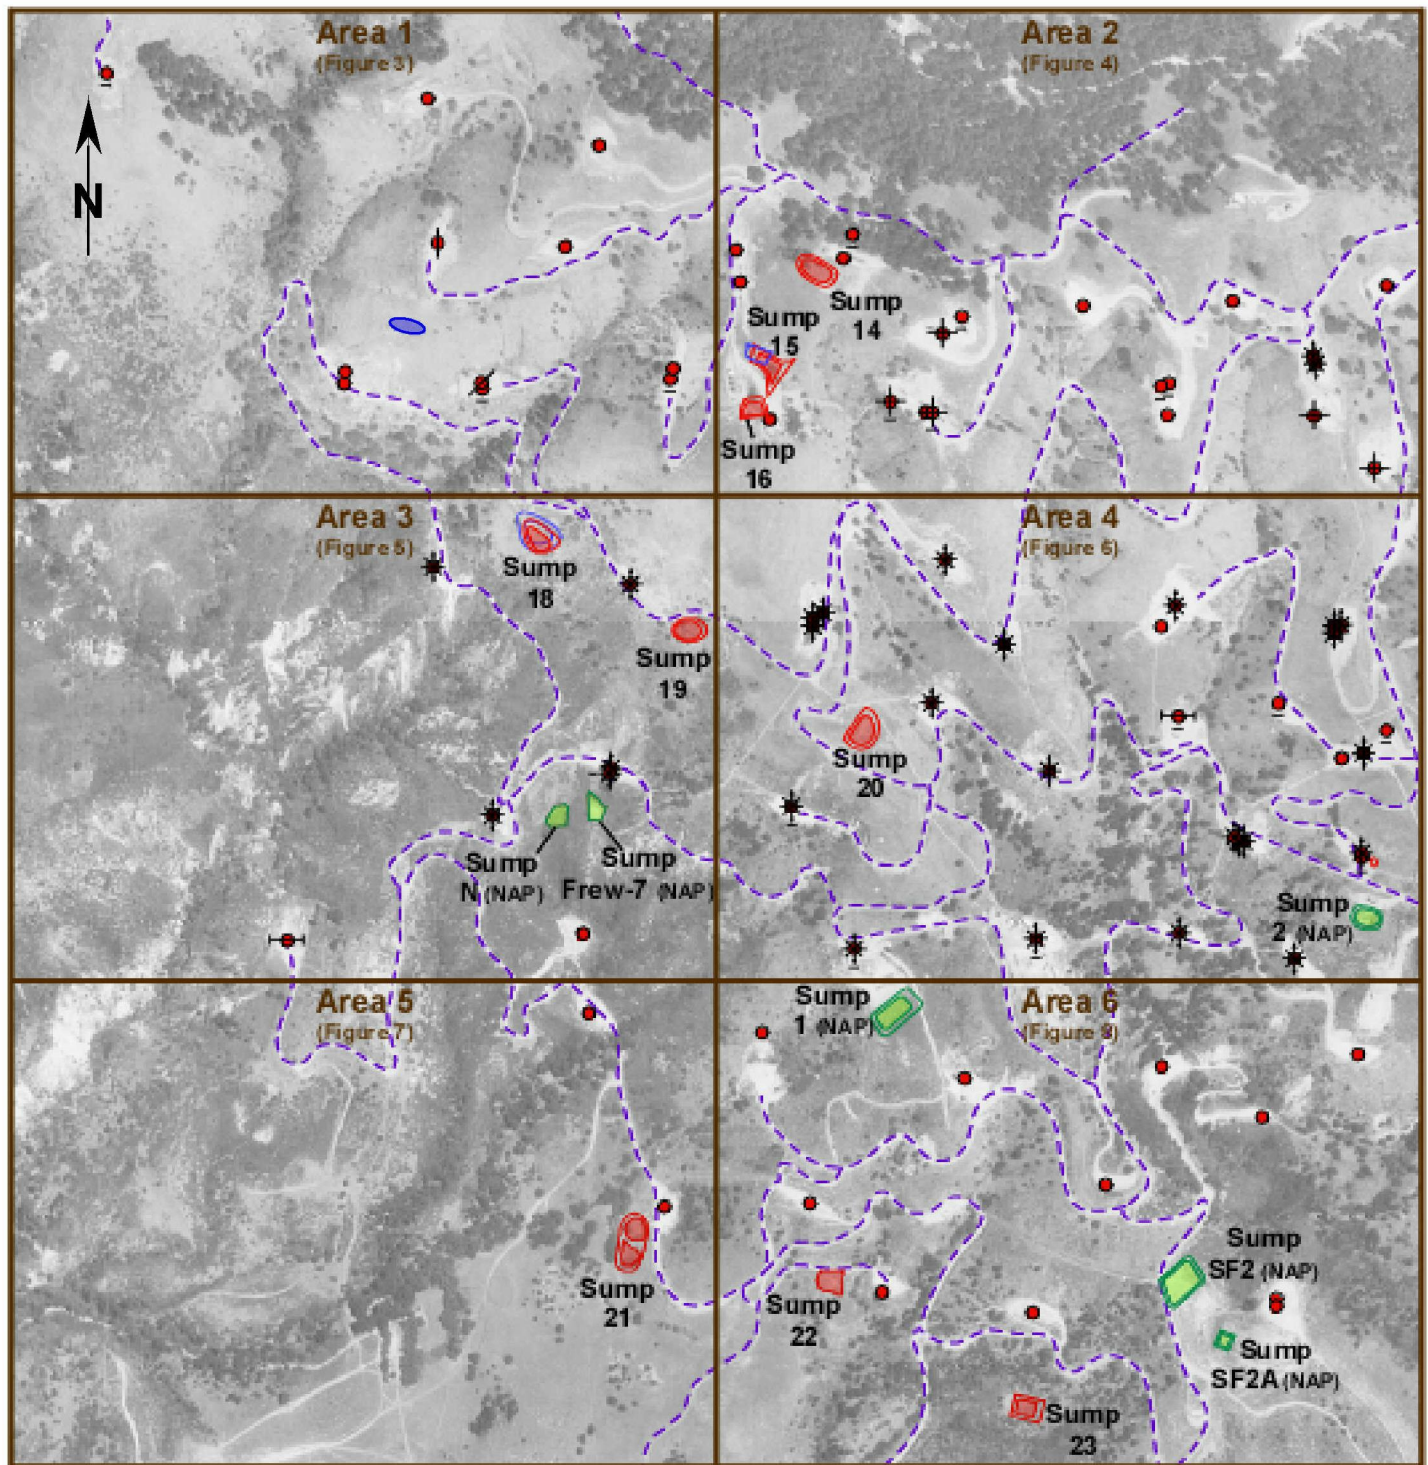 Area 1
(Figure 3)
Area 2
(Figure 4)
N
Sump
14
Sump
15
Sump
16
Area 3
(Figure 5)
Area 4
(Figure 6)
Sump
18
Sump
19
Sump
20
Sump
N (NAP)
Sump
Frew-7 (NAP)
Sump
2 (NAP)
Area 5
(Figure 7)
Sump
1 (NAP)
Area 6
(Figure 8)
Sump
21
Sump
22
Sump
SF2 (NAP)
Sump
SF2A (NAP)
Sump
23